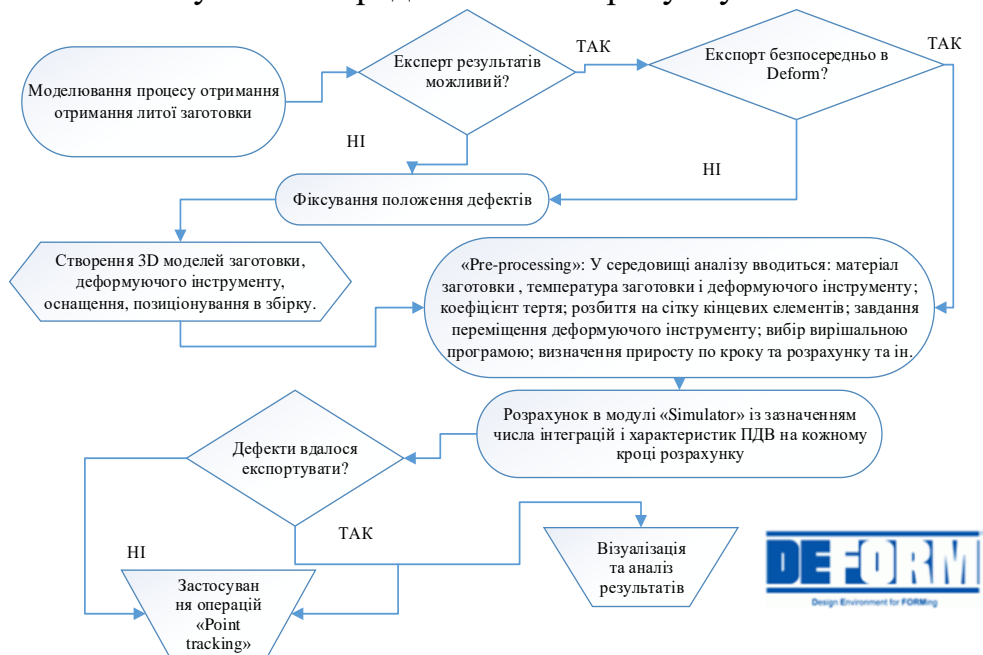 ТАК
ТАК
Експерт результатів
можливий?
Експорт безпосередньо в
Deform?
Моделювання процесу отримання
отримання литої заготовки
НІ
НІ
Фіксування положення дефектів
Створення 3D моделей заготовки,
деформуючого інструменту,
оснащення, позиціонування в збірку.
«Pre-processing»: У середовищі аналізу вводиться: матеріал
заготовки , температура заготовки і деформуючого інструменту;
коефіцієнт тертя; розбиття на сітку кінцевих елементів; завдання
переміщення деформуючого інструменту; вибір вирішальною
програмою; визначення приросту по кроку та розрахунку та ін.
Розрахунок в модулі «Simulator» із зазначенням
числа інтеграцій і характеристик ПДВ на кожному
кроці розрахунку
Дефекти вдалося
експортувати?
ТАК
НІ
Візуалізація
та аналіз
результатів
Застосуван
ня операцій
«Point
tracking»
DEFORM
Design Environment for FORMing